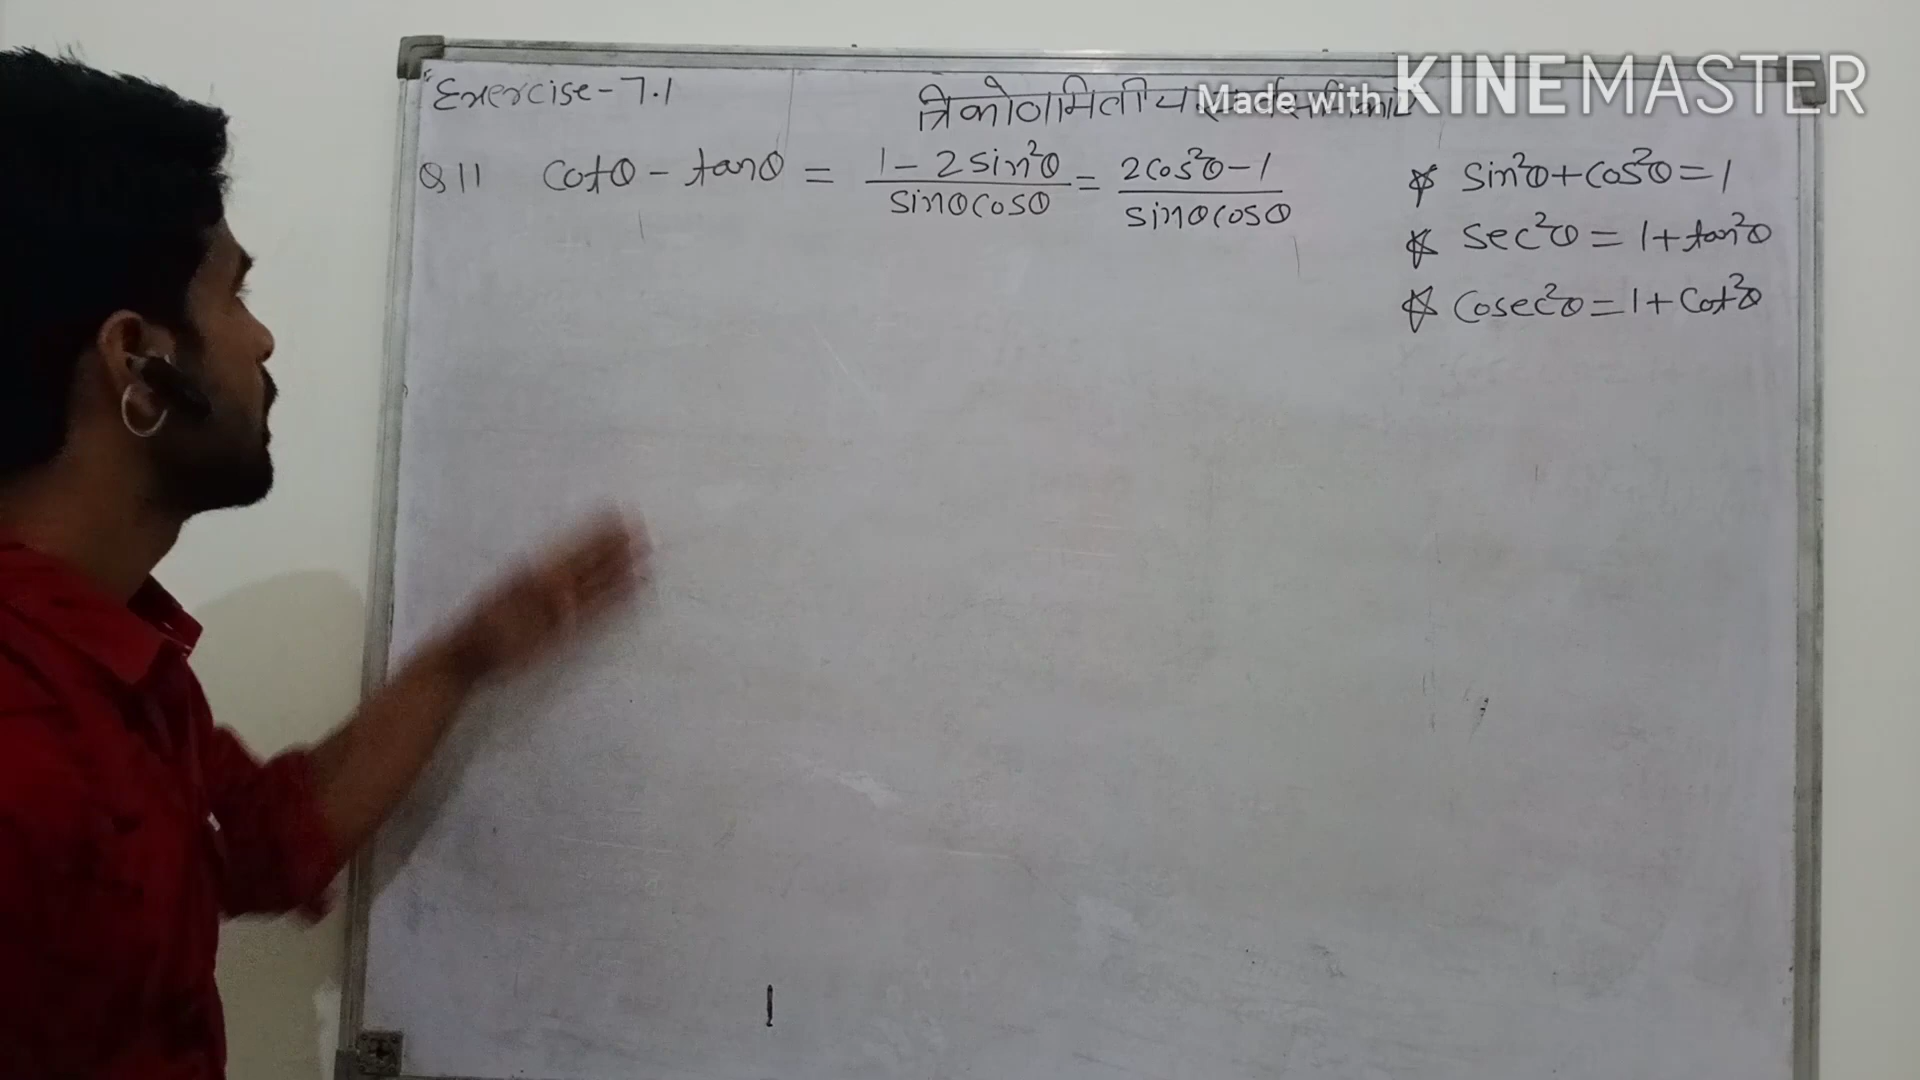 Exercise-7.1
त्रिकोणमितीय
Made with KINEMASTER
Q11 cotθ - tanθ = (1 - 2sin²θ)/(sinθcosθ) = (2cos²θ - 1)/(sinθcosθ)
☆ sin²θ+cos²θ=1
☆ sec²θ = 1+tan²θ
☆ Cosec²θ=1+Cot²θ